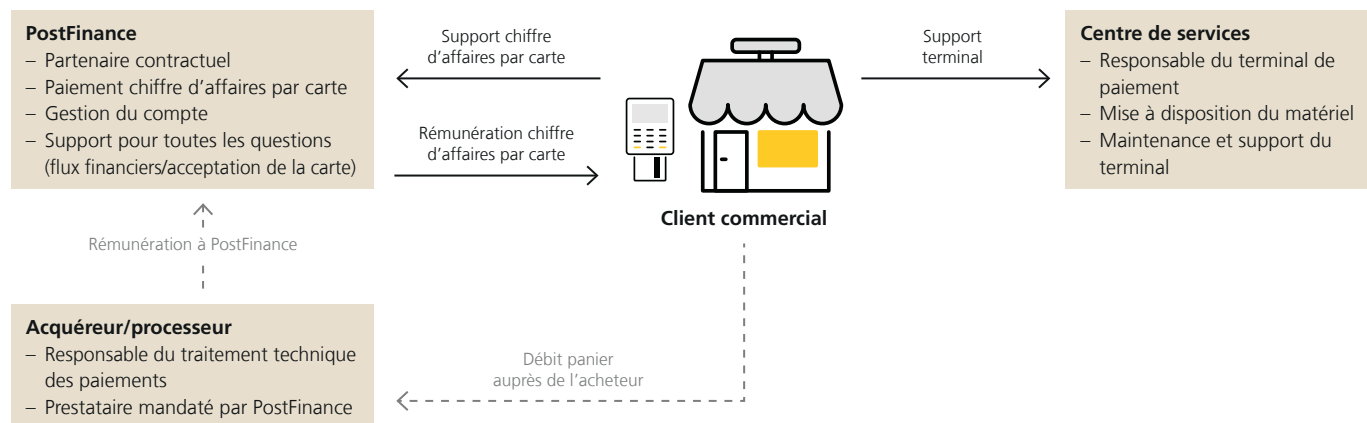 PostFinance
– Partenaire contractuel
– Paiement chiffre d’affaires par carte
– Gestion du compte
– Support pour toutes les questions
(flux financiers/acceptation de la carte)
Support chiffre
d’affaires par carte
Rémunération chiffre
d’affaires par carte
Client commercial
Support
terminal
Centre de services
– Responsable du terminal de
paiement
– Mise à disposition du matériel
– Maintenance et support du
terminal
Rémunération à PostFinance
Acquéreur/processeur
– Responsable du traitement technique
des paiements
– Prestataire mandaté par PostFinance
Débit panier
auprès de l’acheteur